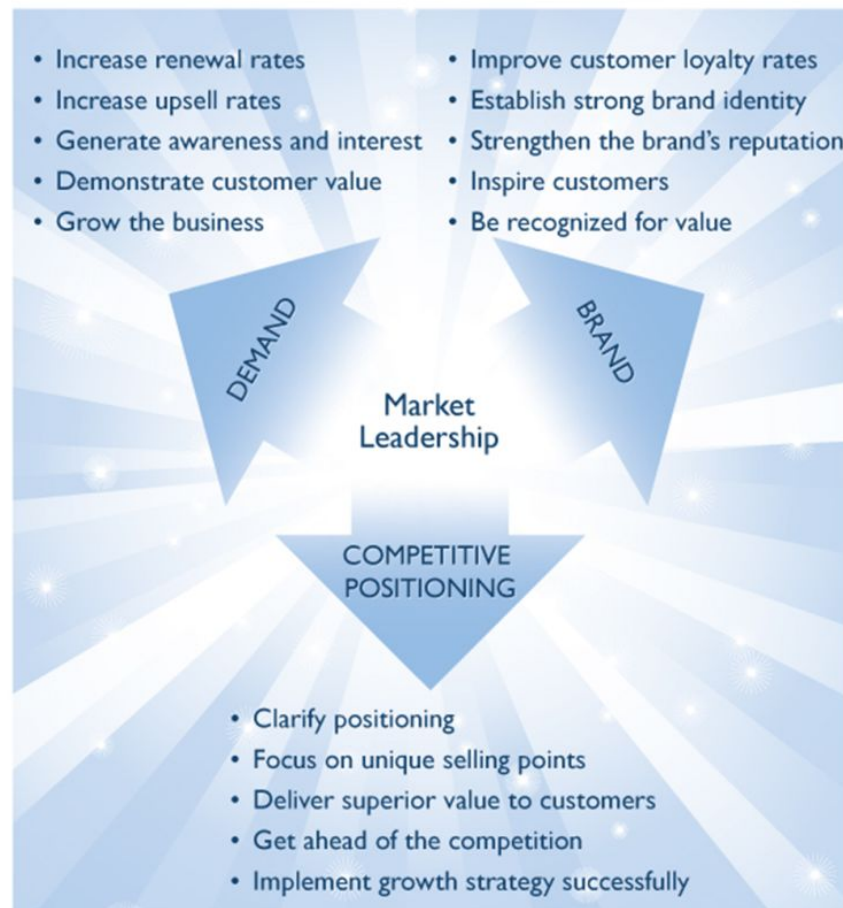 • Increase renewal rates
• Increase upsell rates
• Generate awareness and interest
• Demonstrate customer value
• Grow the business
• Improve customer loyalty rates
• Establish strong brand identity
• Strengthen the brand's reputation
• Inspire customers
• Be recognized for value
DEMAND
BRAND
Market
Leadership
COMPETITIVE
POSITIONING
• Clarify positioning
• Focus on unique selling points
• Deliver superior value to customers
• Get ahead of the competition
• Implement growth strategy successfully